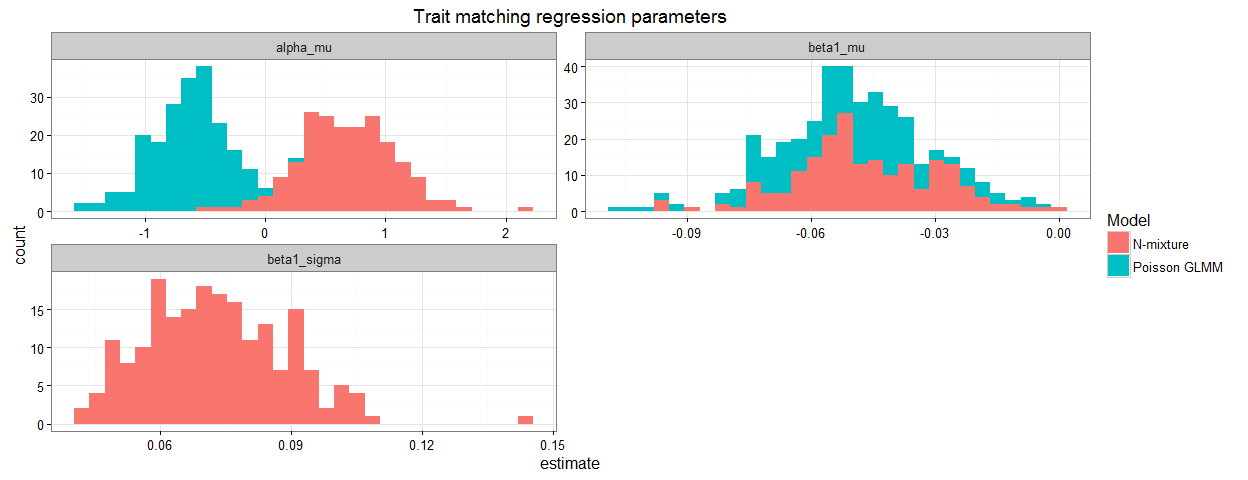 Trait matching regression parameters
alpha_mu
beta1_mu
30
20
10
0
-1
0
1
2
40
30
20
10
0
-0.09
-0.06
-0.03
0.00
count
beta1_sigma
15
10
5
0
0.06
0.09
0.12
0.15
estimate
Model
N-mixture
Poisson GLMM